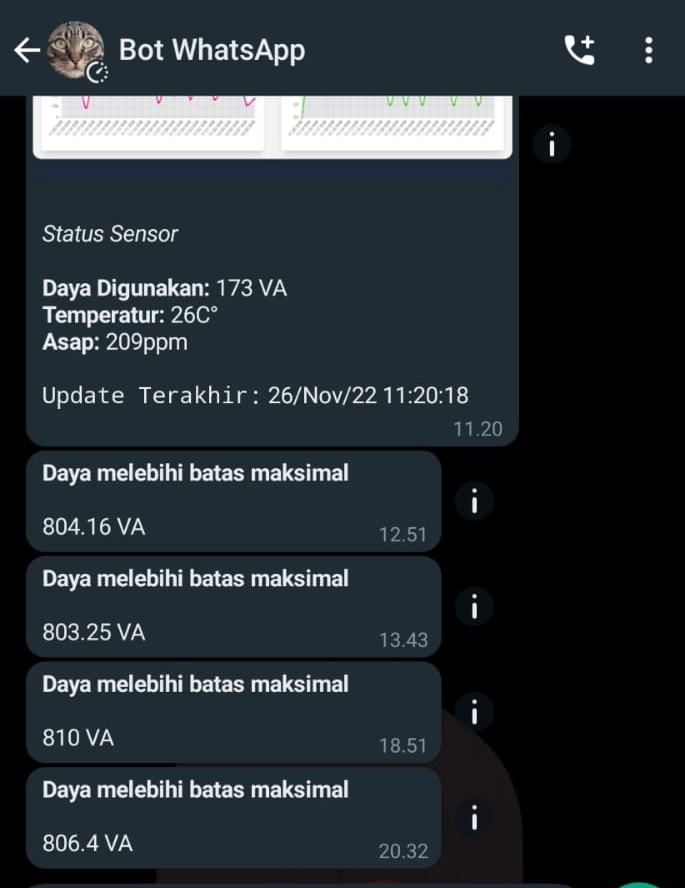 Bot WhatsApp
Status Sensor
Daya Digunakan: 173 VA
Temperatur: 26C°
Asap: 209ppm
Update Terakhir: 26/Nov/22 11:20:18
11.20
Daya melebihi batas maksimal
804.16 VA
12.51
Daya melebihi batas maksimal
803.25 VA
13.43
Daya melebihi batas maksimal
810 VA
18.51
Daya melebihi batas maksimal
806.4 VA
20.32